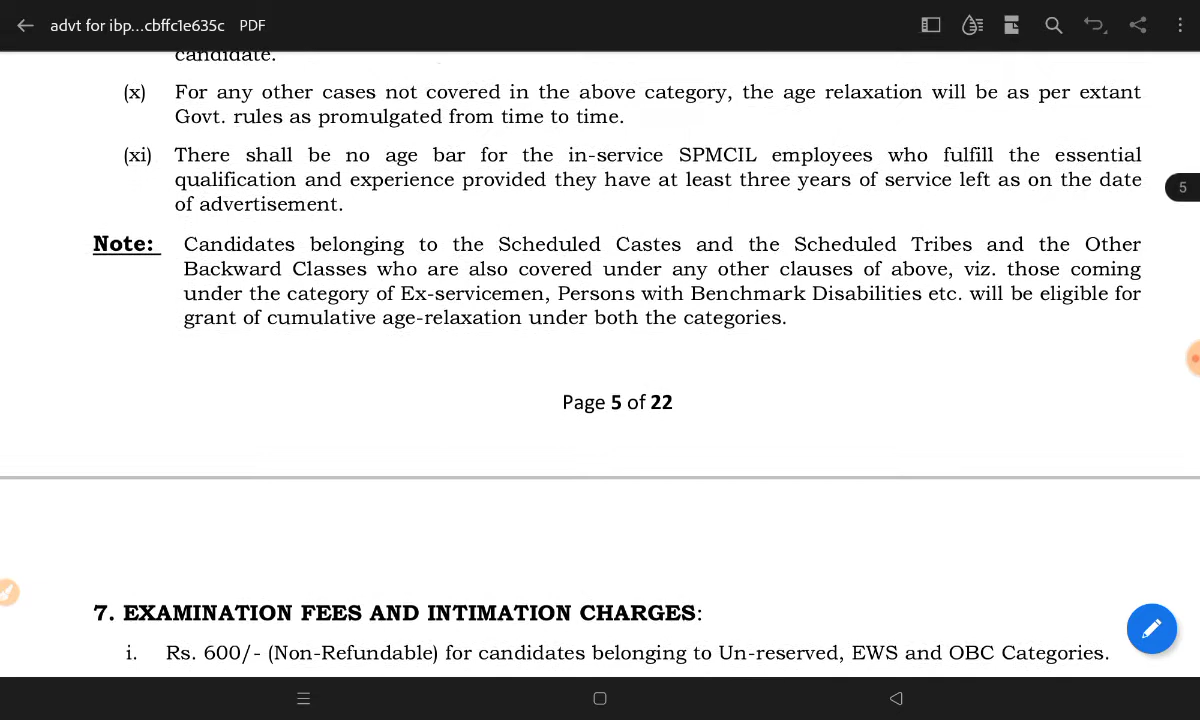 advt for ibp...cbffc1e635c PDF
candidate.
(x) For any other cases not covered in the above category, the age relaxation will be as per extant
Govt. rules as promulgated from time to time.
(xi) There shall be no age bar for the in-service SPMCIL employees who fulfill the essential
qualification and experience provided they have at least three years of service left as on the date
of advertisement.
5
Note: Candidates belonging to the Scheduled Castes and the Scheduled Tribes and the Other
Backward Classes who are also covered under any other clauses of above, viz. those coming
under the category of Ex-servicemen, Persons with Benchmark Disabilities etc. will be eligible for
grant of cumulative age-relaxation under both the categories.
Page 5 of 22
7. EXAMINATION FEES AND INTIMATION CHARGES:
i. Rs. 600/- (Non-Refundable) for candidates belonging to Un-reserved, EWS and OBC Categories.